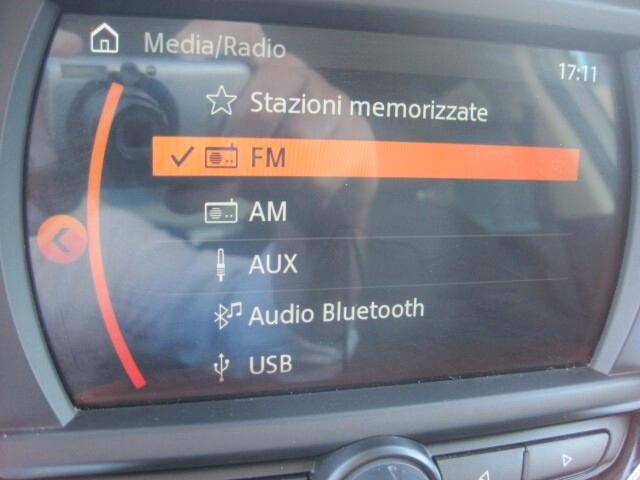 Media/Radio
17:11
Stazioni memorizzate
FM
AM
AUX
Audio Bluetooth
USB